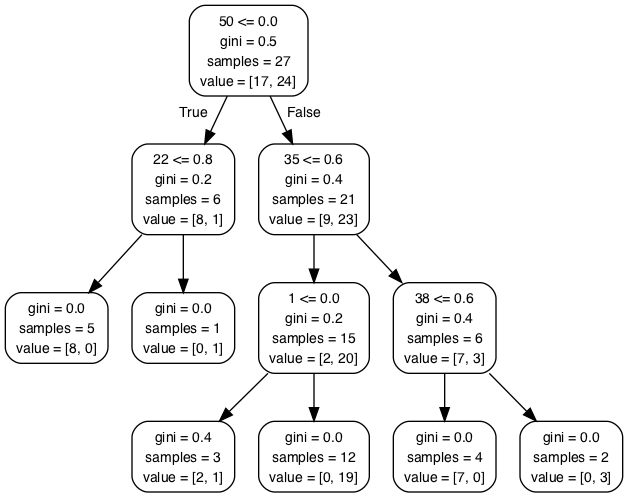 50 <= 0.0
gini = 0.5
samples = 27
value = [17, 24]
True
False
22 <= 0.8
gini = 0.2
samples = 6
value = [8, 1]
35 <= 0.6
gini = 0.4
samples = 21
value = [9, 23]
gini = 0.0
samples = 5
value = [8, 0]
gini = 0.0
samples = 1
value = [0, 1]
1 <= 0.0
gini = 0.2
samples = 15
value = [2, 20]
38 <= 0.6
gini = 0.4
samples = 6
value = [7, 3]
gini = 0.4
samples = 3
value = [2, 1]
gini = 0.0
samples = 12
value = [0, 19]
gini = 0.0
samples = 4
value = [7, 0]
gini = 0.0
samples = 2
value = [0, 3]